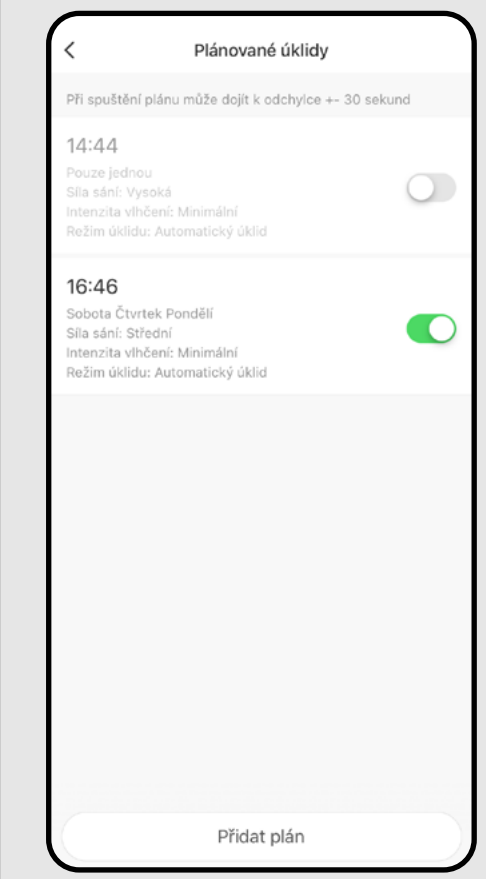 Plánované úklidy
Při spuštění plánu může dojít k odchylce +- 30 sekund
14:44
Pouze jednou
Síla sání: Vysoká
Intenzita vlhčení: Minimální
Režim úklidu: Automatický úklid
16:46
Sobota Čtvrtek Pondělí
Síla sání: Střední
Intenzita vlhčení: Minimální
Režim úklidu: Automatický úklid
Přidat plán